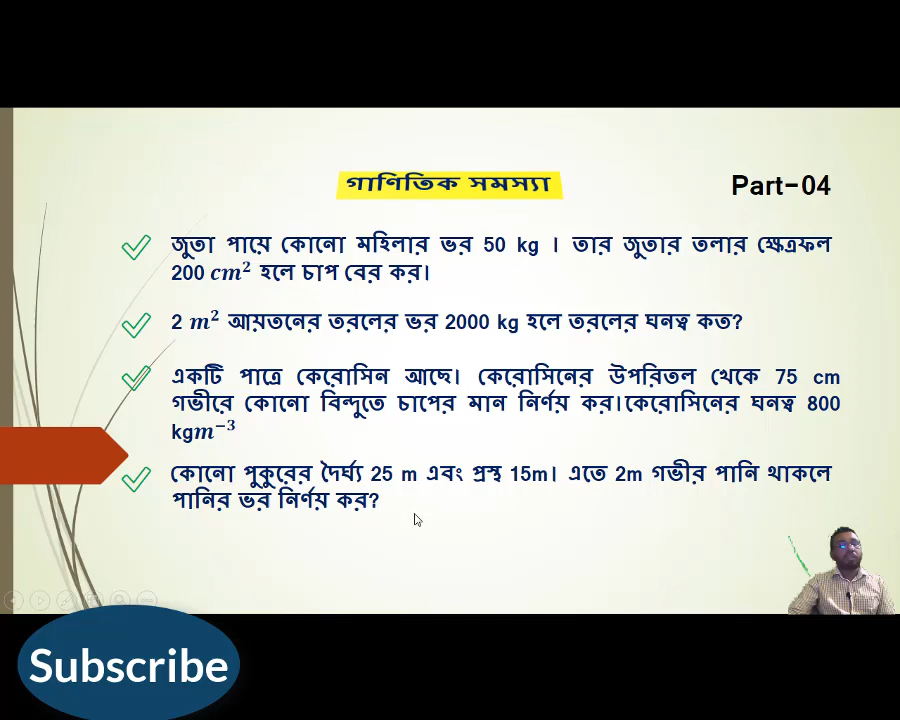 গাণিতিক সমস্যা
Part-04
জুতা পায়ে কোনো মহিলার ভর 50 kg । তার জুতার তলার ক্ষেত্রফল
200 cm² হলে চাপ বের কর।
2 m² আয়তনের তরলের ভর 2000 kg হলে তরলের ঘনত্ব কত?
একটি পাত্রে কেরোসিন আছে। কেরোসিনের উপরিতল থেকে 75 cm
গভীরে কোনো বিন্দুতে চাপের মান নির্ণয় কর।কেরোসিনের ঘনত্ব 800
kgm⁻³
কোনো পুকুরের দৈর্ঘ্য 25 m এবং প্রস্থ 15m। এতে 2m গভীর পানি থাকলে
পানির ভর নির্ণয় কর?
Subscribe